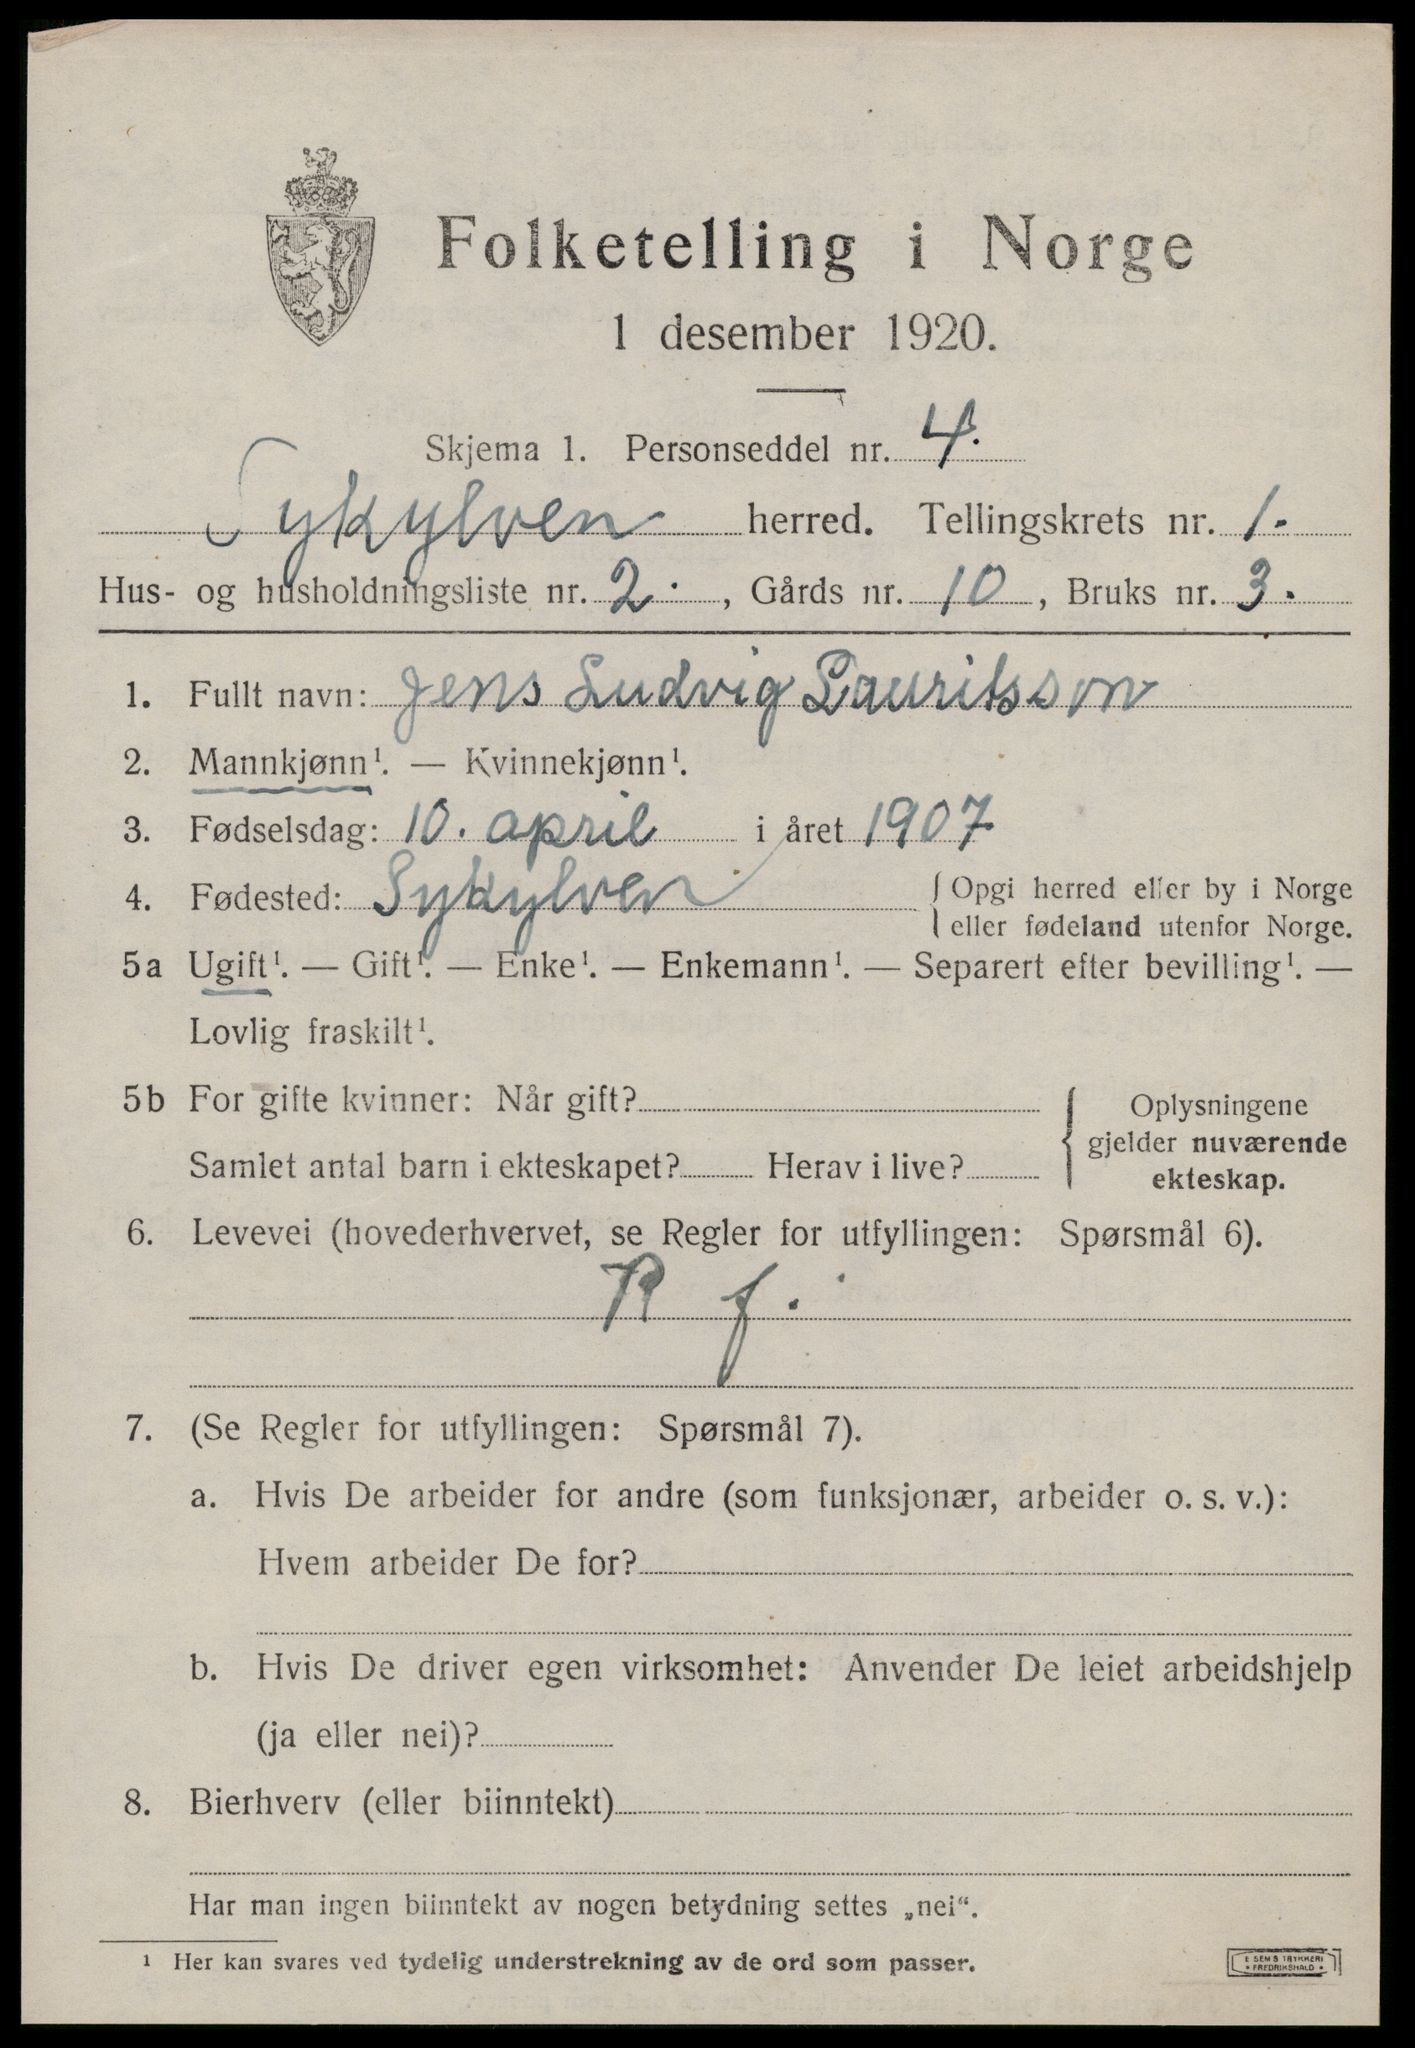 Folketelling i Norge
1 desember 1920.
Skjema 1. Personseddel nr. 4.
Sykylven herred. Tellingskrets nr. 1.
Hus- og husholdningsliste nr. 2. , Gårds nr. 10 , Bruks nr. 3.
1. Fullt navn: Jens Ludvig Lauritsson
2. Mannkjønn¹. — Kvinnekjønn¹.
3. Fødselsdag: 10. april i året 1907
4. Fødested: Sykylven { Opgi herred eller by i Norge
eller fødeland utenfor Norge.
5a Ugift¹. — Gift¹. — Enke¹. — Enkemann¹. — Separert efter bevilling¹. —
Lovlig fraskilt¹.
5b For gifte kvinner: Når gift?
Samlet antal barn i ekteskapet? Herav i live?
{ Oplysningene
gjelder nuværende
ekteskap.
6. Levevei (hovederhvervet, se Regler for utfyllingen: Spørsmål 6).
R f.
7. (Se Regler for utfyllingen: Spørsmål 7).
a. Hvis De arbeider for andre (som funksjonær, arbeider o. s. v.):
Hvem arbeider De for?
b. Hvis De driver egen virksomhet: Anvender De leiet arbeidshjelp
(ja eller nei)?
8. Bierhverv (eller biinntekt)
Har man ingen biinntekt av nogen betydning settes „nei“.
¹ Her kan svares ved tydelig understrekning av de ord som passer.
E SEMS TRYKKERI
• FREDRIKSHALD •